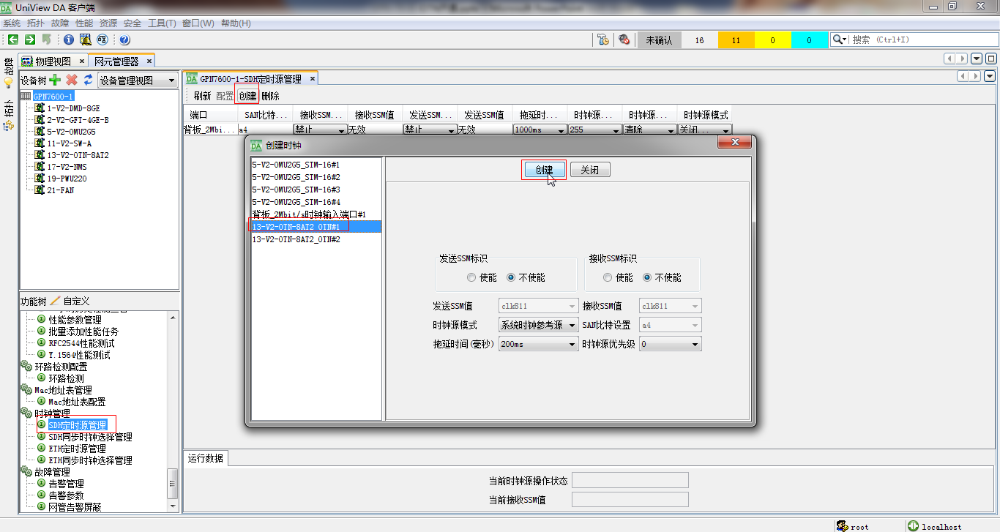 UniView DA 客户端
系统 拓扑 故障 性能 资源 安全 工具(T) 窗口(W) 帮助(H)
未确认 16 11 0 0 搜索 (Ctrl+I)
故障
拓扑
物理视图 网元管理器
设备树 设备管理视图
GPN7600-1
1-V2-DMD-8GE
2-V2-GFT-4GE-B
5-V2-OMU2G5
11-V2-SW-A
13-V2-OTN-8AT2
17-V2-NMS
19-PWU220
21-FAN
功能树 自定义
性能参数管理
批量添加性能任务
RFC2544性能测试
Y.1564性能测试
环路检测配置
环路检测
Mac地址表管理
Mac地址表配置
时钟管理
SDH定时源管理
SDH同步时钟选择管理
ETH定时源管理
ETH同步时钟选择管理
故障管理
告警管理
告警参数
网管告警屏蔽
GPN7600-1-SDH定时源管理
刷新 配置 创建 删除
端口 SAN比特... 接收SSM... 接收SSM值 发送SSM... 发送SSM值 拖延时... 时钟源... 时钟源... 时钟源模式
背板_2Mbi... a4 禁止 无效 禁止 无效 1000ms 255 清除 关闭...
创建时钟
5-V2-OMU2G5_STM-16#1
5-V2-OMU2G5_STM-16#2
5-V2-OMU2G5_STM-16#3
5-V2-OMU2G5_STM-16#4
背板_2Mbit/s时钟输入端口#1
13-V2-OTN-8AT2_OTN#1
13-V2-OTN-8AT2_OTN#2
创建 关闭
发送SSM标识 接收SSM标识
使能 不使能 使能 不使能
发送SSM值 clk811 接收SSM值 clk811
时钟源模式 系统时钟参考源 SAN比特设置 a4
拖延时间(毫秒) 200ms 时钟源优先级 0
运行数据
当前时钟源操作状态
当前接收SSM值
root localhost